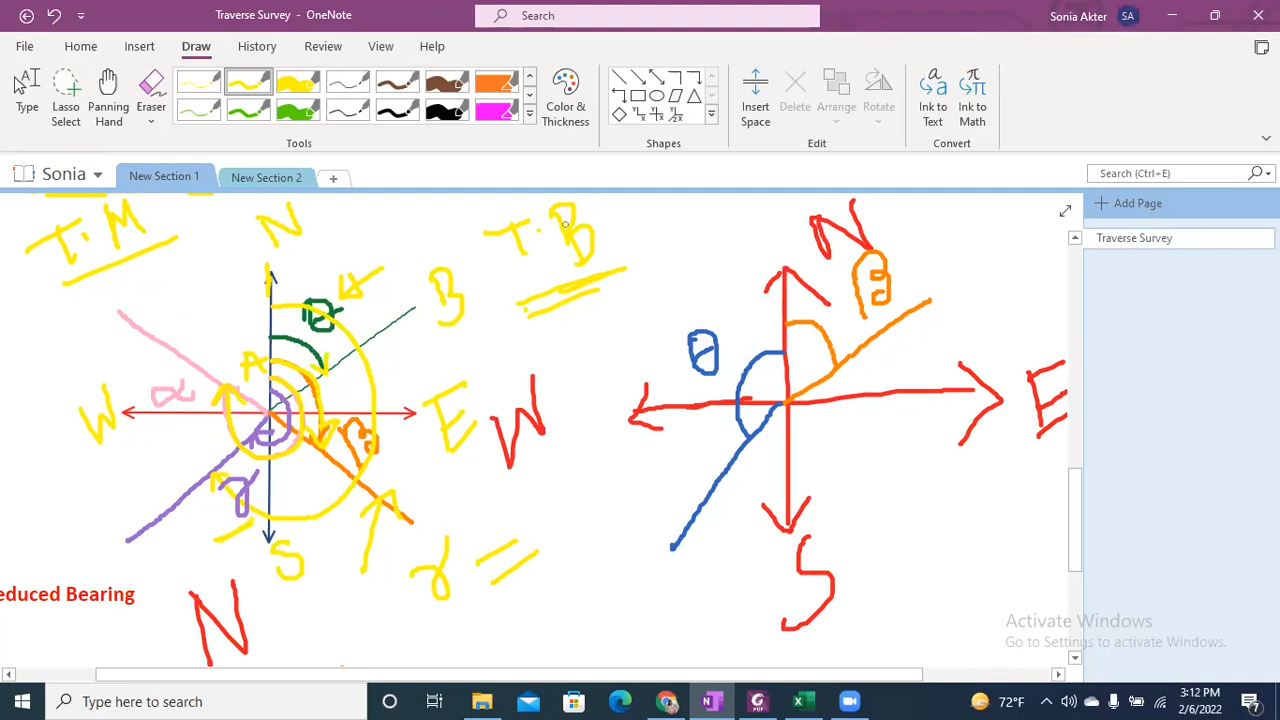 Traverse Survey - OneNote
Search
Sonia Akter
SA
File
Home
Insert
Draw
History
Review
View
Help
Type
Lasso Select
Panning Hand
Eraser
Color & Thickness
Insert Space
Delete
Arrange
Rotate
Ink to Text
Ink to Math
Tools
Shapes
Edit
Convert
Sonia
New Section 1
New Section 2
Search (Ctrl+E)
Add Page
Traverse Survey
T.M
N
T.B
N
B
θ
θ
A
W
α
E
W
E
S
γ =
S
educed Bearing
N
Activate Windows
Go to Settings to activate Windows.
Type here to search
72°F
3:12 PM
2/6/2022
7